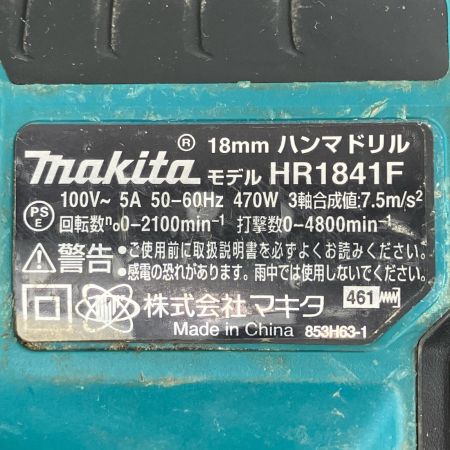 18mm ハンマドリル
makita® モデル HR1841F
PS E 100V~ 5A 50-60Hz 470W 3軸合成値:7.5m/s²
回転数n₀0-2100min⁻¹ 打撃数0-4800min⁻¹
警告 ●ご使用前に取扱説明書を必ずよくお読みください。
●感電の恐れがあります。雨中では使用しないでください。
株式会社マキタ 461
Made in China 853H63-1